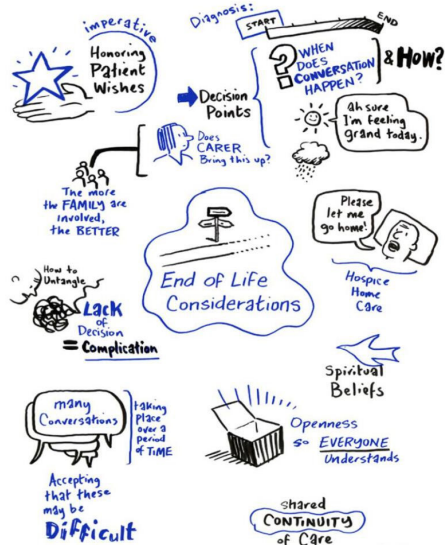 imperative
Honoring
Patient
Wishes
Diagnosis:
START
END
?
WHEN
DOES
CONVERSATION
HAPPEN?
& How?
Decision
Points
Does
CARER
Bring this up?
ah sure
I'm feeling
grand today.
The more
the FAMILY are
involved,
the BETTER
Please
let me
go home!
Hospice
Home
Care
End of Life
Considerations
How to
Untangle
Lack
of
Decision
= Complication
Spiritual
Beliefs
many
Conversations
taking
Place
over a
period
of TIME
Openness
so EVERYONE
Understands
Accepting
that these
may be
Difficult
shared
CONTINUITY
of Care